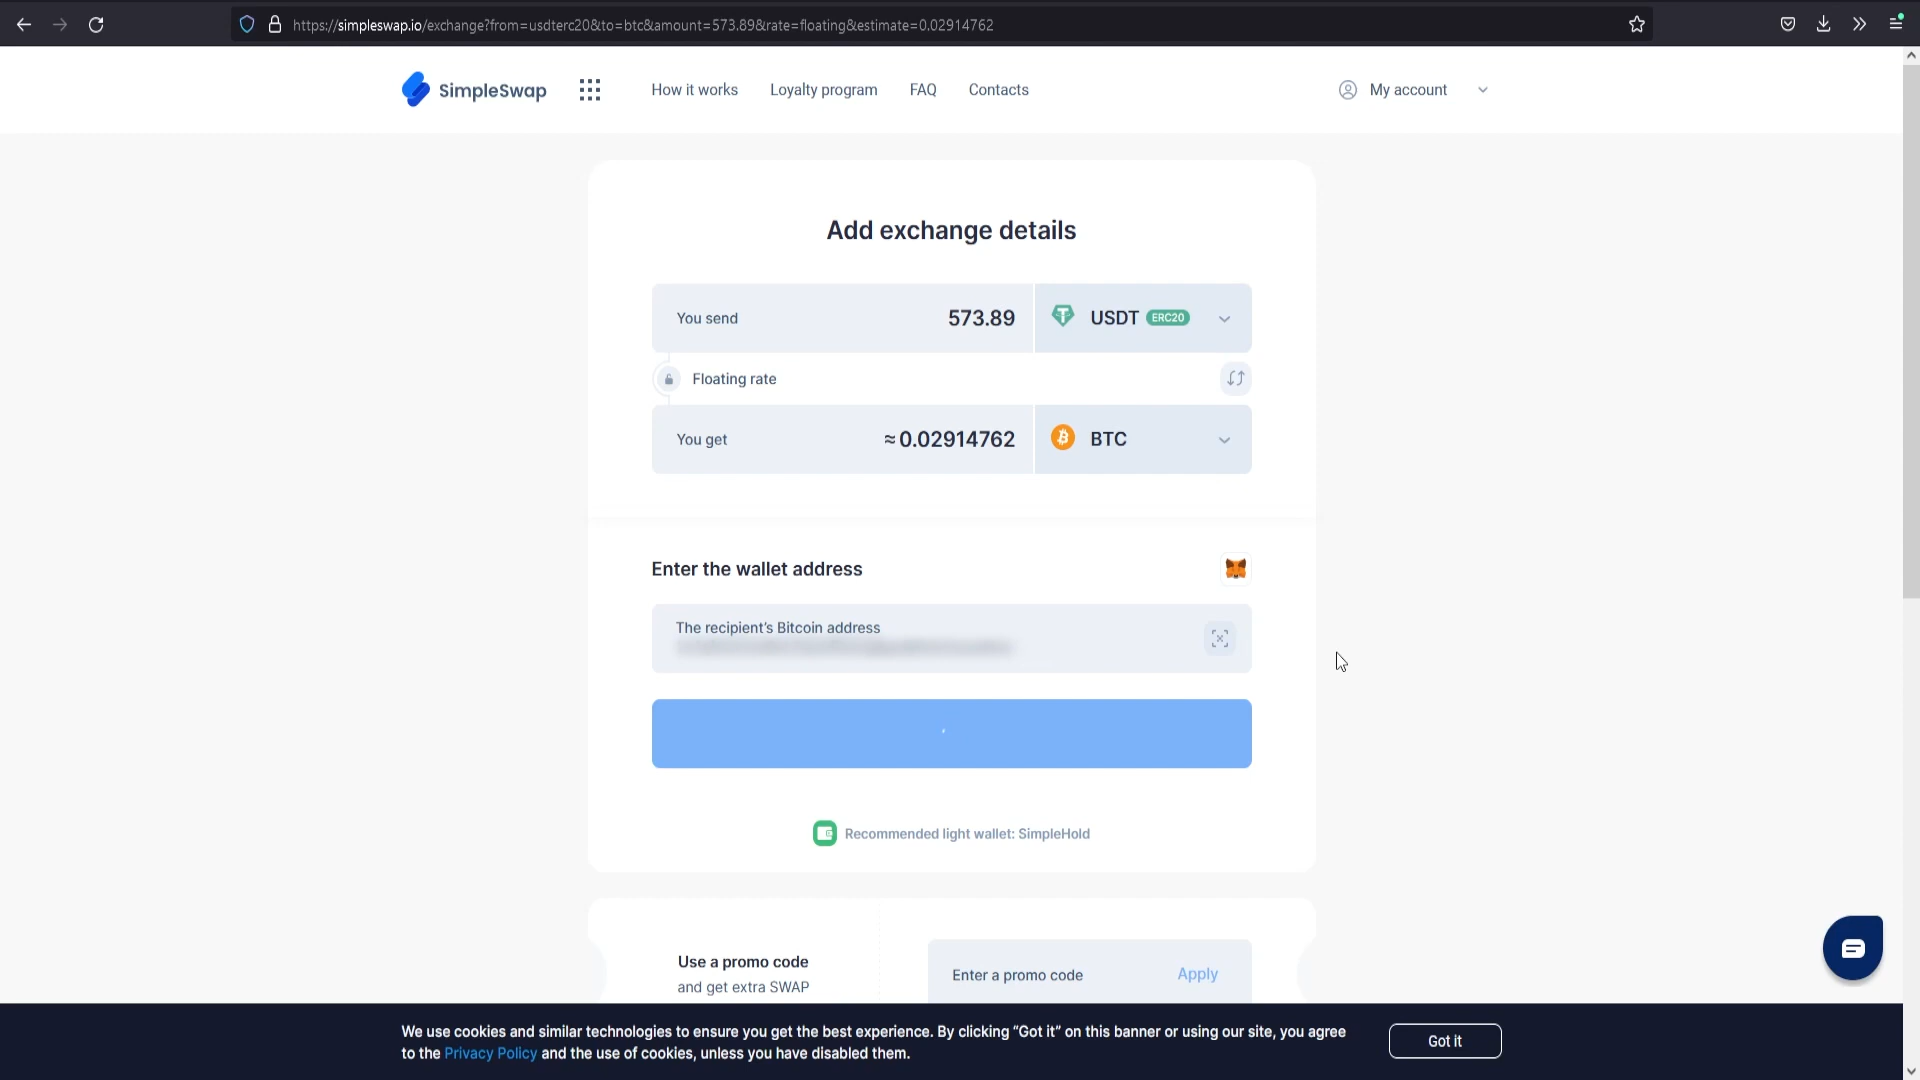 https://simpleswap.io/exchange?from=usdterc20&to=btc&amount=573.89&rate=floating&estimate=0.02914762
SimpleSwap
How it works
Loyalty program
FAQ
Contacts
My account
Add exchange details
You send
573.89
USDT ERC20
Floating rate
You get
≈0.02914762
BTC
Enter the wallet address
The recipient's Bitcoin address
Recommended light wallet: SimpleHold
Use a promo code
and get extra SWAP
Enter a promo code
Apply
We use cookies and similar technologies to ensure you get the best experience. By clicking “Got it” on this banner or using our site, you agree
to the Privacy Policy and the use of cookies, unless you have disabled them.
Got it